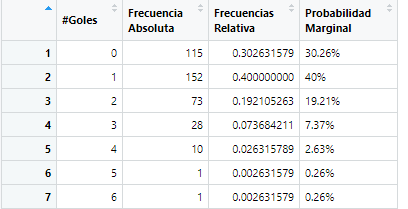 #Goles Frecuencia Absoluta Frecuencias Relativa Probabilidad Marginal
1 0 115 0.302631579 30.26%
2 1 152 0.400000000 40%
3 2 73 0.192105263 19.21%
4 3 28 0.073684211 7.37%
5 4 10 0.026315789 2.63%
6 5 1 0.002631579 0.26%
7 6 1 0.002631579 0.26%